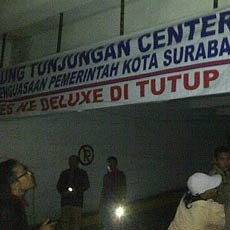 UNG TUNJUNGAN CENTER
ENGUASAAN PEMERINTAH KOTA SURABA
ES NE DELUXE DI TUTUP